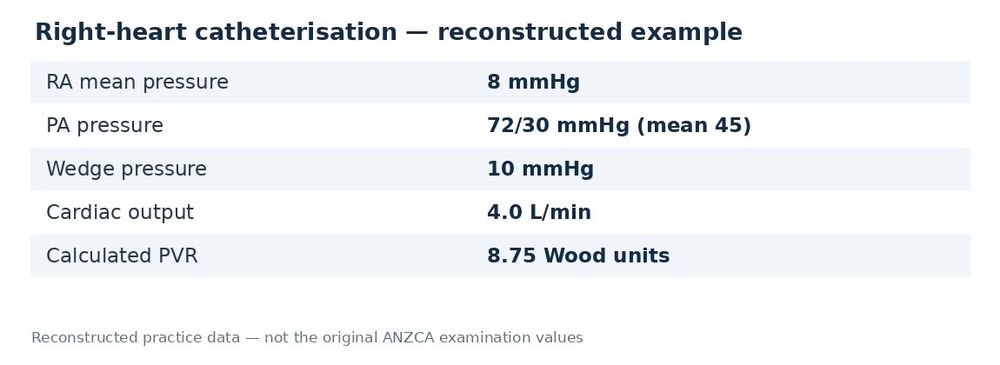 Right-heart catheterisation — reconstructed example
RA mean pressure 8 mmHg
PA pressure 72/30 mmHg (mean 45)
Wedge pressure 10 mmHg
Cardiac output 4.0 L/min
Calculated PVR 8.75 Wood units
Reconstructed practice data — not the original ANZCA examination values